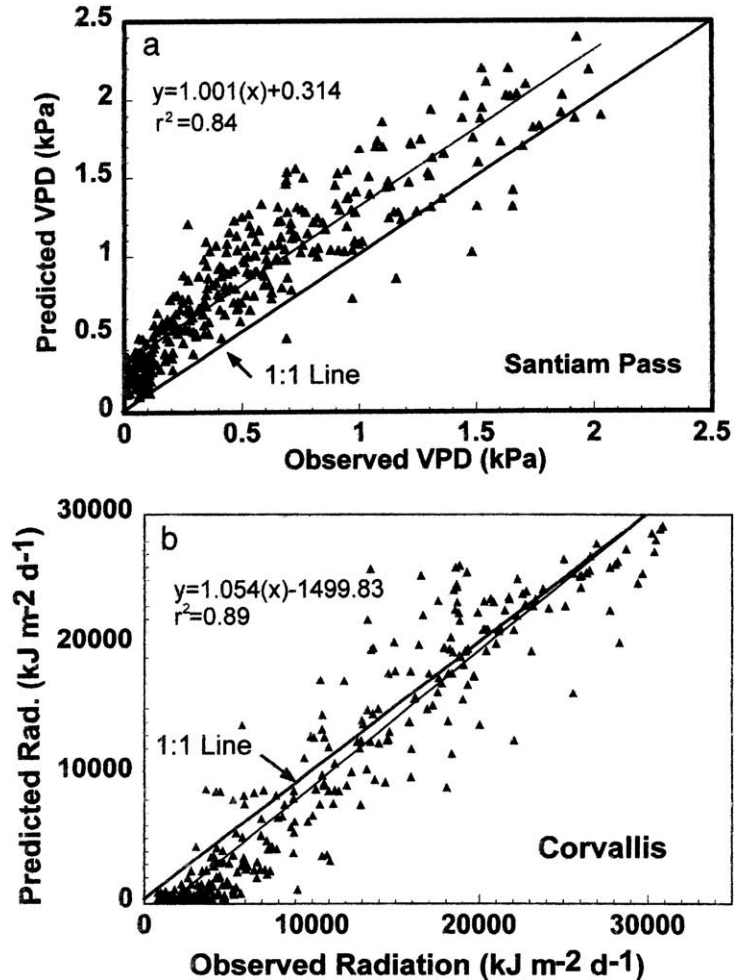 2.5
a
y=1.001(x)+0.314
r²=0.84
2
1.5
1
0.5
0
Predicted VPD (kPa)
1:1 Line
Santiam Pass
0 0.5 1 1.5 2 2.5
Observed VPD (kPa)
30000
b
y=1.054(x)-1499.83
r²=0.89
20000
10000
0
Predicted Rad. (kJ m-2 d-1)
1:1 Line
Corvallis
0 10000 20000 30000
Observed Radiation (kJ m-2 d-1)